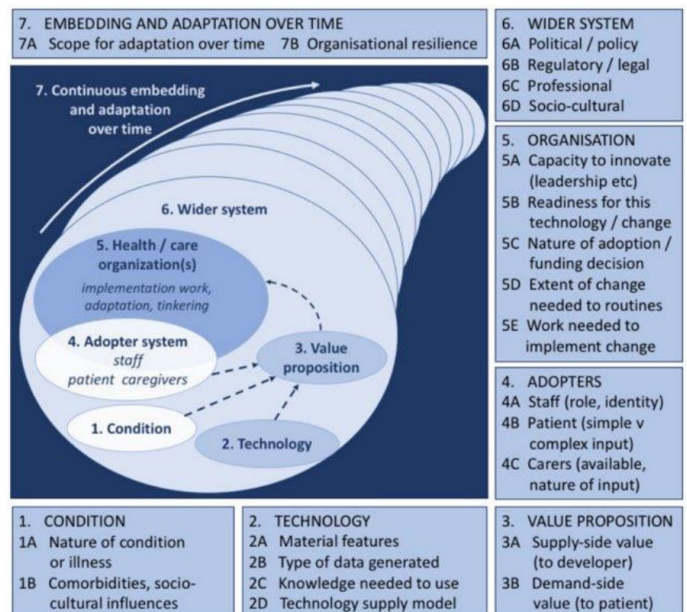 7. EMBEDDING AND ADAPTATION OVER TIME
7A Scope for adaptation over time 7B Organisational resilience
7. Continuous embedding
and adaptation
over time
6. Wider system
5. Health / care
organization(s)
implementation work,
adaptation, tinkering
4. Adopter system
staff
patient caregivers
3. Value
proposition
1. Condition
2. Technology
6. WIDER SYSTEM
6A Political / policy
6B Regulatory / legal
6C Professional
6D Socio-cultural
5. ORGANISATION
5A Capacity to innovate
(leadership etc)
5B Readiness for this
technology / change
5C Nature of adoption /
funding decision
5D Extent of change
needed to routines
5E Work needed to
implement change
4. ADOPTERS
4A Staff (role, identity)
4B Patient (simple v
complex input)
4C Carers (available,
nature of input)
1. CONDITION
1A Nature of condition
or illness
1B Comorbidities, socio-
cultural influences
2. TECHNOLOGY
2A Material features
2B Type of data generated
2C Knowledge needed to use
2D Technology supply model
3. VALUE PROPOSITION
3A Supply-side value
(to developer)
3B Demand-side
value (to patient)